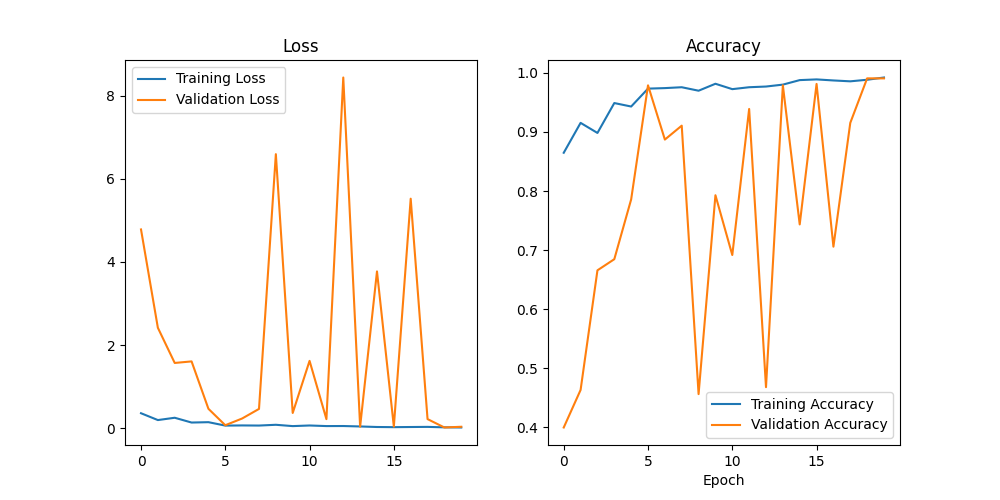 Loss
Training Loss
Validation Loss
8
6
4
2
0
0 5 10 15
Accuracy
1.0
0.9
0.8
0.7
0.6
0.5
0.4
Training Accuracy
Validation Accuracy
0 5 10 15
Epoch